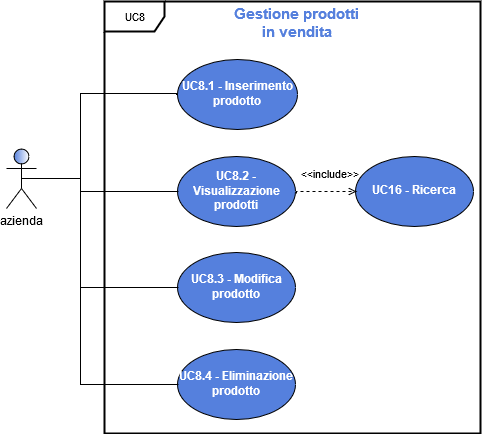 UC8
Gestione prodotti
in vendita
UC8.1 - Inserimento
prodotto
UC8.2 -
Visualizzazione
prodotti
<<include>>
UC16 - Ricerca
azienda
UC8.3 - Modifica
prodotto
UC8.4 - Eliminazione
prodotto